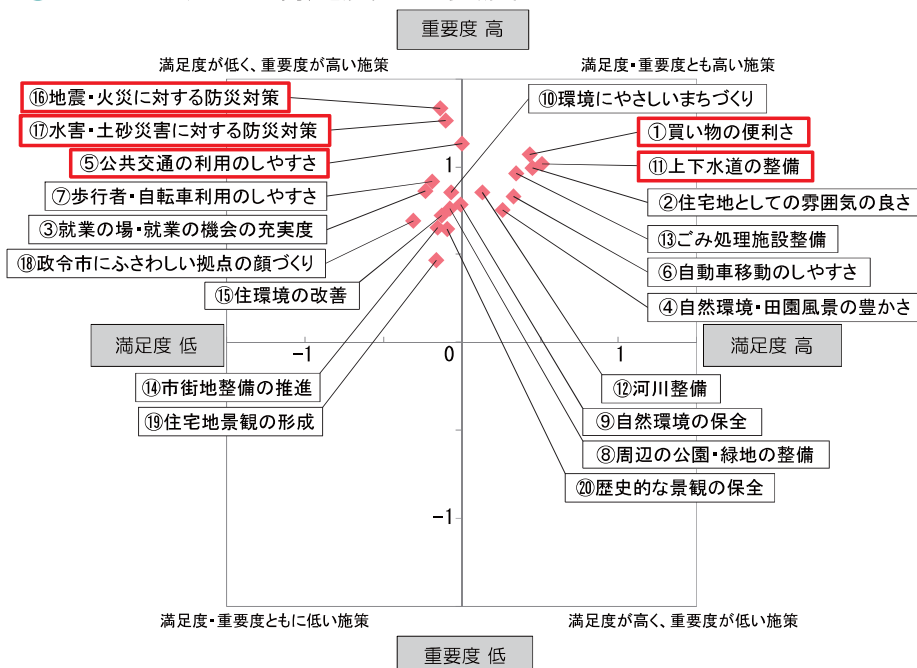 重要度 高
満足度が低く、重要度が高い施策
満足度・重要度とも高い施策
⑯地震・火災に対する防災対策
⑩環境にやさしいまちづくり
⑰水害・土砂災害に対する防災対策
①買い物の便利さ
⑤公共交通の利用のしやすさ
1
⑪上下水道の整備
⑦歩行者・自転車利用のしやすさ
②住宅地としての雰囲気の良さ
③就業の場・就業の機会の充実度
⑬ごみ処理施設整備
⑱政令市にふさわしい拠点の顔づくり
⑥自動車移動のしやすさ
⑮住環境の改善
④自然環境・田園風景の豊かさ
満足度 低
-1
0
1
満足度 高
⑭市街地整備の推進
⑫河川整備
⑲住宅地景観の形成
⑨自然環境の保全
⑧周辺の公園・緑地の整備
⑳歴史的な景観の保全
-1
満足度・重要度ともに低い施策
満足度が高く、重要度が低い施策
重要度 低